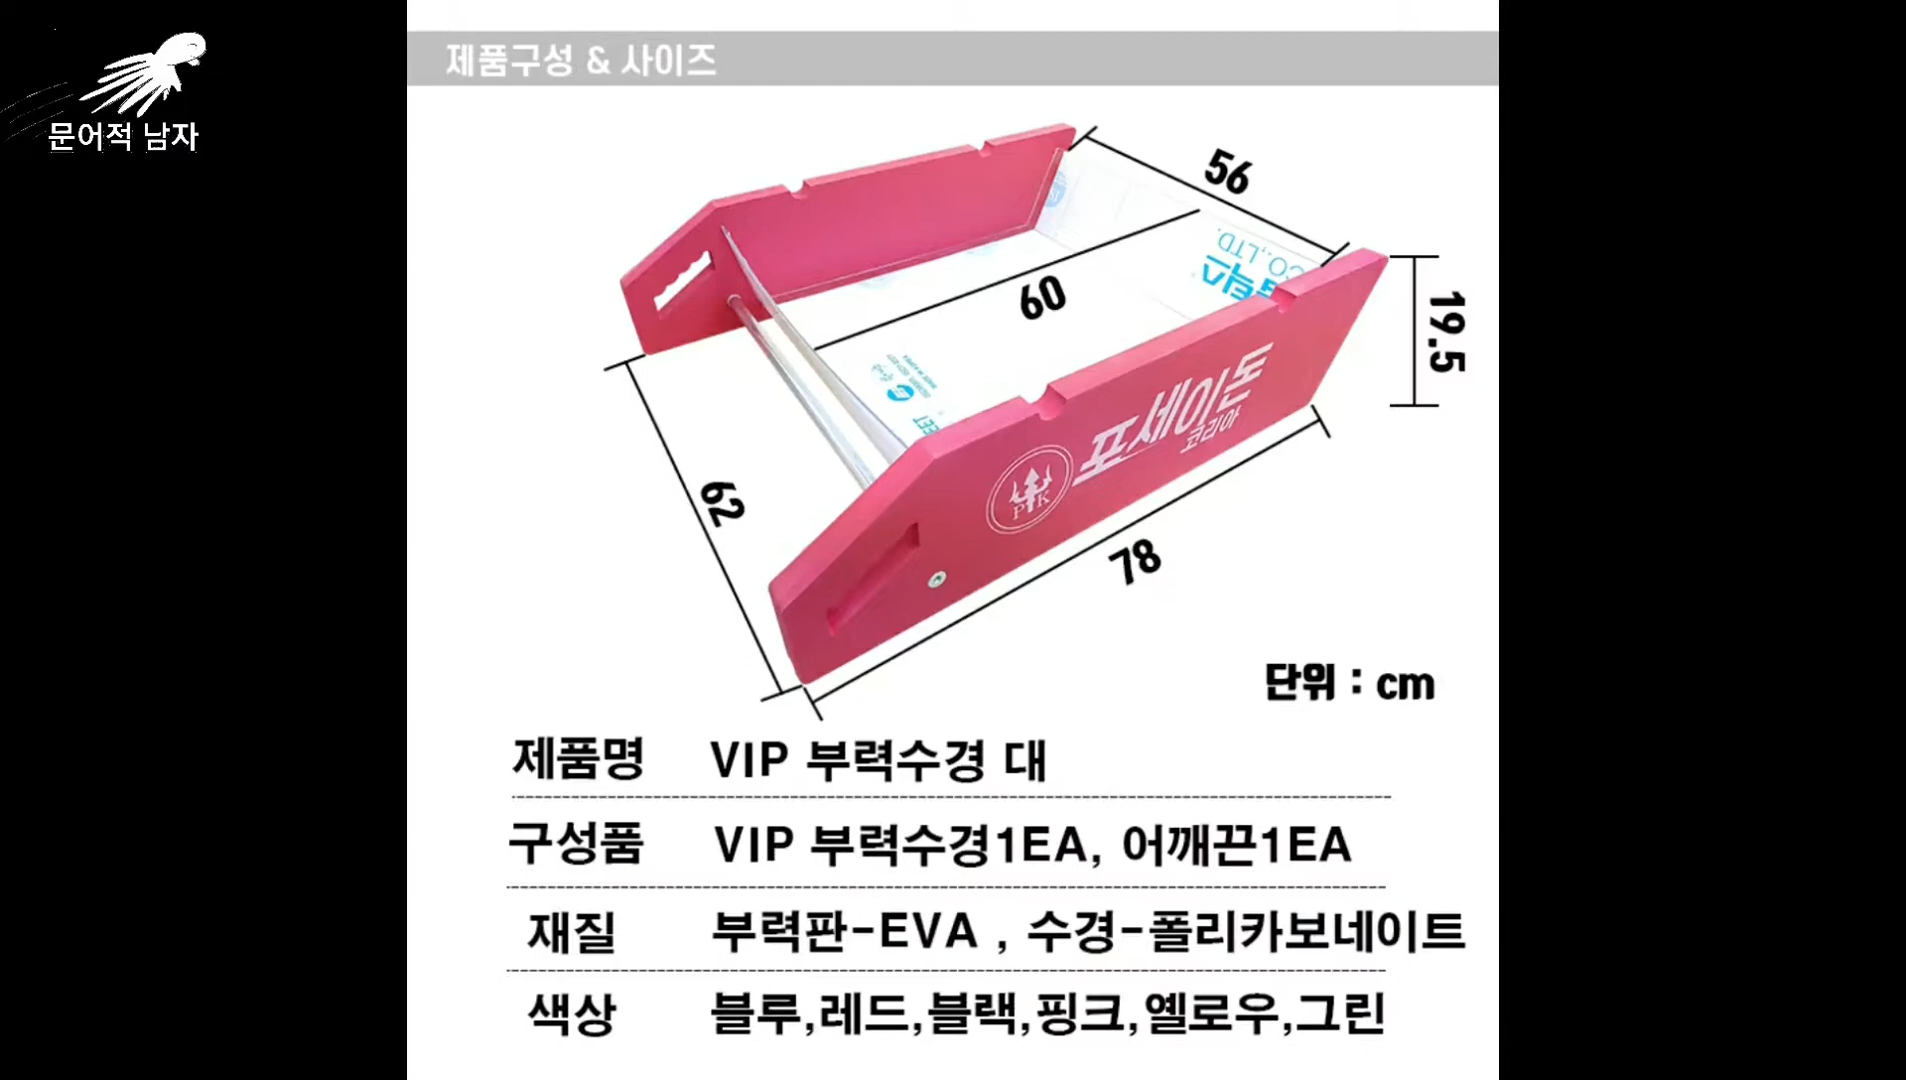 문어적 남자
제품구성 & 사이즈
56
60
19.5
62
78
CO.,LTD.
포세이돈
코리아
P K
단위 : cm
제품명 VIP 부력수경 대
구성품 VIP 부력수경1EA, 어깨끈1EA
재질 부력판-EVA , 수경-폴리카보네이트
색상 블루,레드,블랙,핑크,옐로우,그린